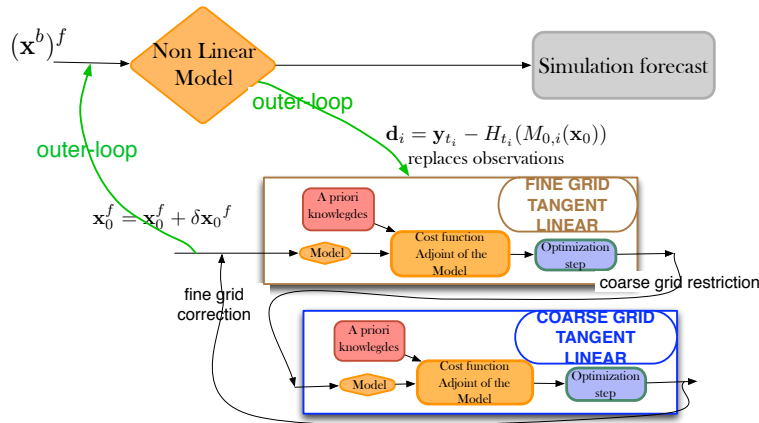 (x^b)^f
Non Linear
Model
Simulation forecast
outer-loop
d_i = y_{t_i} − H_{t_i}(M_{0,i}(x_0))
replaces observations
outer-loop
x_0^f = x_0^f + δx_0^f
A priori
knowlegdes
FINE GRID
TANGENT
LINEAR
Model
Cost function
Adjoint of the
Model
Optimization
step
coarse grid restriction
fine grid
correction
A priori
knowlegdes
COARSE GRID
TANGENT
LINEAR
Model
Cost function
Adjoint of the
Model
Optimization
step